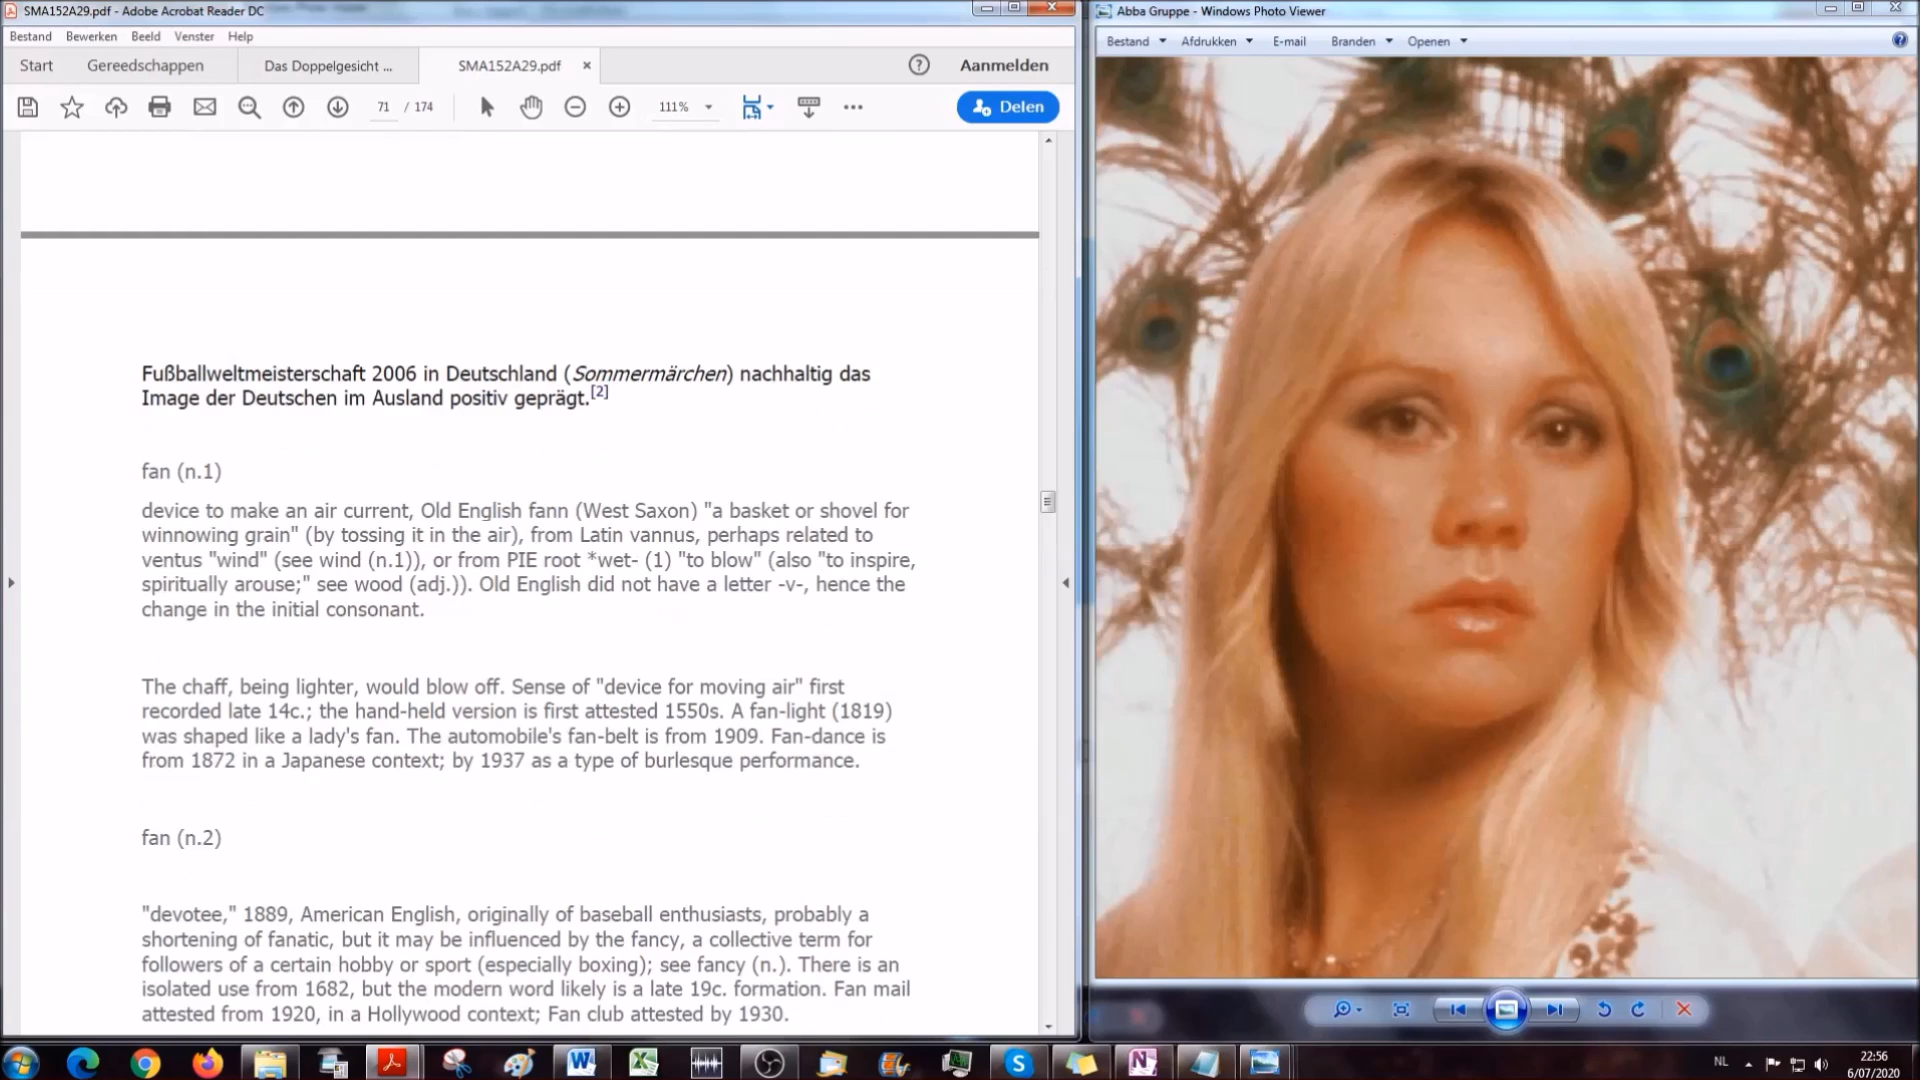 SMA152A29.pdf - Adobe Acrobat Reader DC
Bestand Bewerken Beeld Venster Help
Start Gereedschappen Das Doppelgesicht ... SMA152A29.pdf × ? Aanmelden
71 / 174 111% Delen
Fußballweltmeisterschaft 2006 in Deutschland (Sommermärchen) nachhaltig das
Image der Deutschen im Ausland positiv geprägt.[2]
fan (n.1)
device to make an air current, Old English fann (West Saxon) "a basket or shovel for
winnowing grain" (by tossing it in the air), from Latin vannus, perhaps related to
ventus "wind" (see wind (n.1)), or from PIE root *wet- (1) "to blow" (also "to inspire,
spiritually arouse;" see wood (adj.)). Old English did not have a letter -v-, hence the
change in the initial consonant.
The chaff, being lighter, would blow off. Sense of "device for moving air" first
recorded late 14c.; the hand-held version is first attested 1550s. A fan-light (1819)
was shaped like a lady's fan. The automobile's fan-belt is from 1909. Fan-dance is
from 1872 in a Japanese context; by 1937 as a type of burlesque performance.
fan (n.2)
"devotee," 1889, American English, originally of baseball enthusiasts, probably a
shortening of fanatic, but it may be influenced by the fancy, a collective term for
followers of a certain hobby or sport (especially boxing); see fancy (n.). There is an
isolated use from 1682, but the modern word likely is a late 19c. formation. Fan mail
attested from 1920, in a Hollywood context; Fan club attested by 1930.
Abba Gruppe - Windows Photo Viewer
Bestand Afdrukken E-mail Branden Openen
NL 22:56
6/07/2020